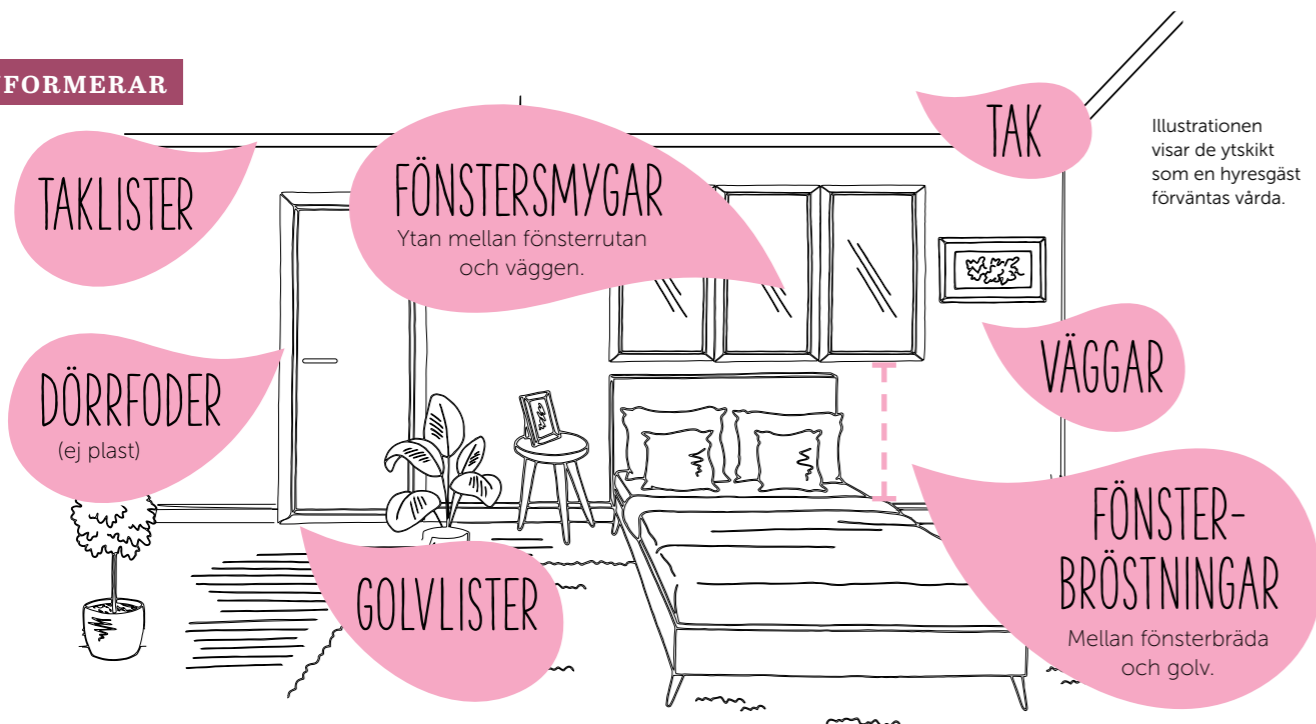 FORMERAR
TAK
Illustrationen
visar de ytskikt
som en hyresgäst
förväntas vårda.
TAKLISTER
FÖNSTERSMYGAR
Ytan mellan fönsterrutan
och väggen.
VÄGGAR
DÖRRFODER
(ej plast)
FÖNSTER-
BRÖSTNINGAR
Mellan fönsterbräda
och golv.
GOLVLISTER